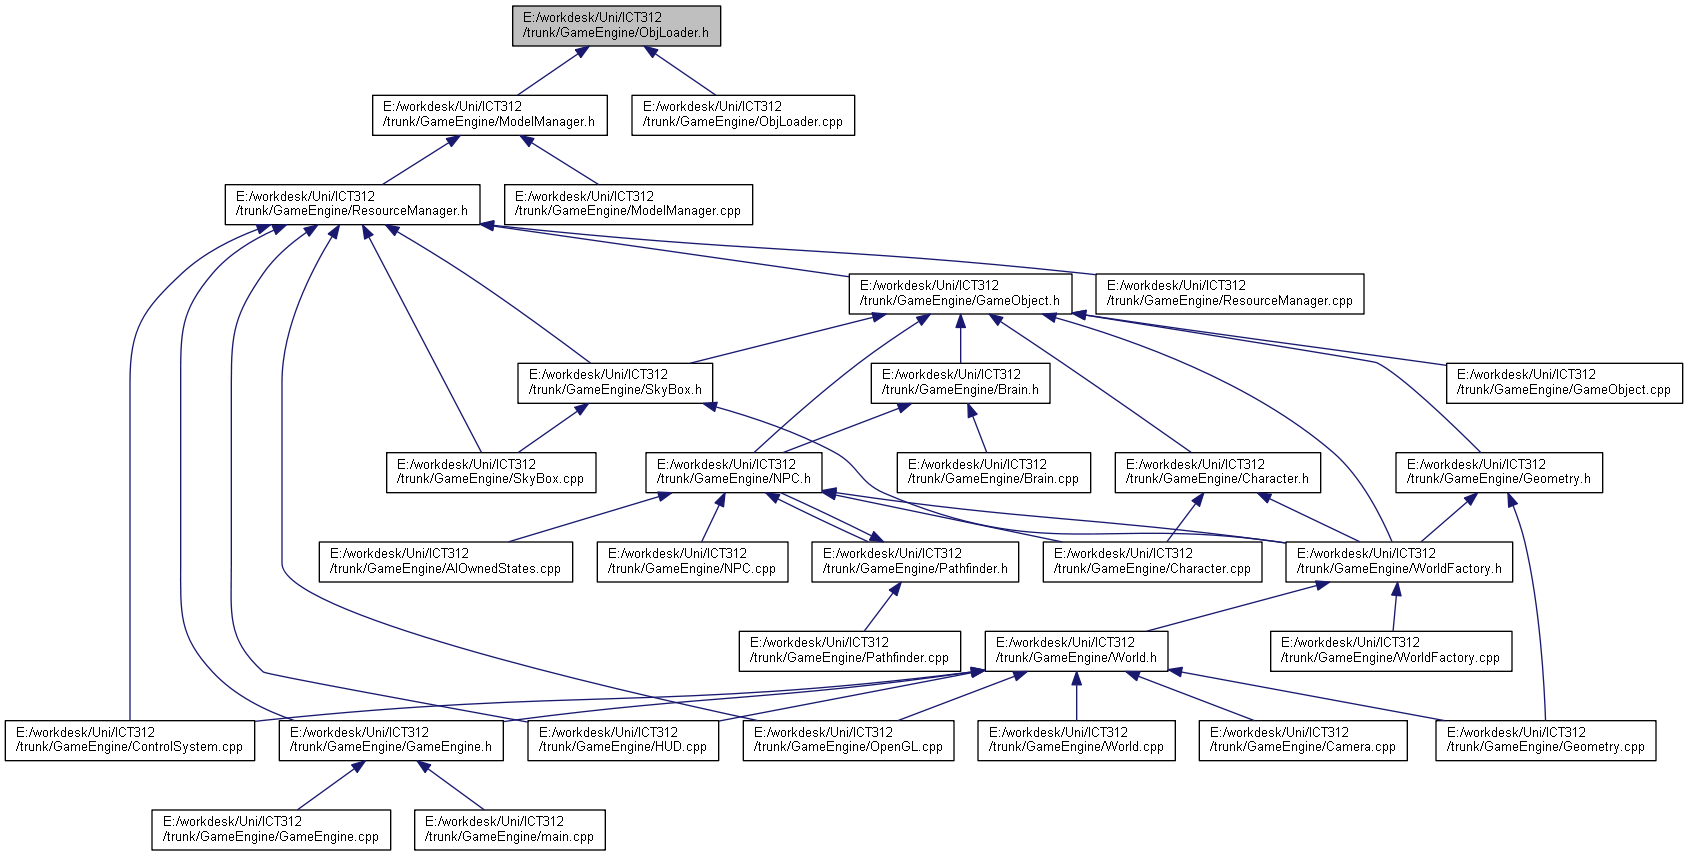 E:/workdesk/Uni/ICT312
/trunk/GameEngine/ObjLoader.h
E:/workdesk/Uni/ICT312
/trunk/GameEngine/ModelManager.h
E:/workdesk/Uni/ICT312
/trunk/GameEngine/ObjLoader.cpp
E:/workdesk/Uni/ICT312
/trunk/GameEngine/ResourceManager.h
E:/workdesk/Uni/ICT312
/trunk/GameEngine/ModelManager.cpp
E:/workdesk/Uni/ICT312
/trunk/GameEngine/GameObject.h
E:/workdesk/Uni/ICT312
/trunk/GameEngine/ResourceManager.cpp
E:/workdesk/Uni/ICT312
/trunk/GameEngine/SkyBox.h
E:/workdesk/Uni/ICT312
/trunk/GameEngine/Brain.h
E:/workdesk/Uni/ICT312
/trunk/GameEngine/GameObject.cpp
E:/workdesk/Uni/ICT312
/trunk/GameEngine/SkyBox.cpp
E:/workdesk/Uni/ICT312
/trunk/GameEngine/NPC.h
E:/workdesk/Uni/ICT312
/trunk/GameEngine/Brain.cpp
E:/workdesk/Uni/ICT312
/trunk/GameEngine/Character.h
E:/workdesk/Uni/ICT312
/trunk/GameEngine/Geometry.h
E:/workdesk/Uni/ICT312
/trunk/GameEngine/AIOwnedStates.cpp
E:/workdesk/Uni/ICT312
/trunk/GameEngine/NPC.cpp
E:/workdesk/Uni/ICT312
/trunk/GameEngine/Pathfinder.h
E:/workdesk/Uni/ICT312
/trunk/GameEngine/Character.cpp
E:/workdesk/Uni/ICT312
/trunk/GameEngine/WorldFactory.h
E:/workdesk/Uni/ICT312
/trunk/GameEngine/Pathfinder.cpp
E:/workdesk/Uni/ICT312
/trunk/GameEngine/World.h
E:/workdesk/Uni/ICT312
/trunk/GameEngine/WorldFactory.cpp
E:/workdesk/Uni/ICT312
/trunk/GameEngine/ControlSystem.cpp
E:/workdesk/Uni/ICT312
/trunk/GameEngine/GameEngine.h
E:/workdesk/Uni/ICT312
/trunk/GameEngine/HUD.cpp
E:/workdesk/Uni/ICT312
/trunk/GameEngine/OpenGL.cpp
E:/workdesk/Uni/ICT312
/trunk/GameEngine/World.cpp
E:/workdesk/Uni/ICT312
/trunk/GameEngine/Camera.cpp
E:/workdesk/Uni/ICT312
/trunk/GameEngine/Geometry.cpp
E:/workdesk/Uni/ICT312
/trunk/GameEngine/GameEngine.cpp
E:/workdesk/Uni/ICT312
/trunk/GameEngine/main.cpp